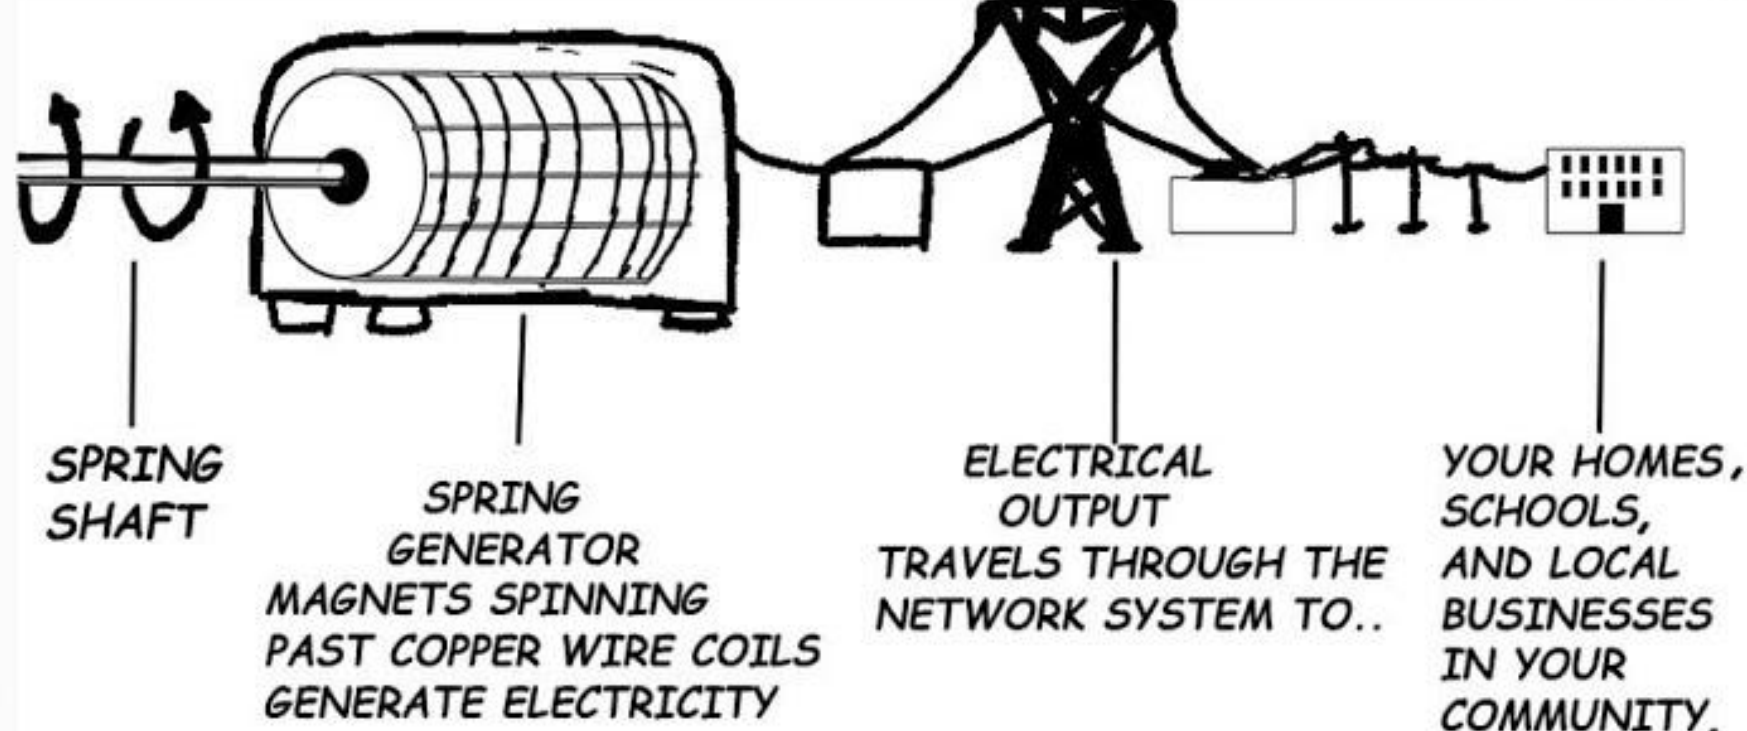 SPRING
SHAFT
SPRING
GENERATOR
MAGNETS SPINNING
PAST COPPER WIRE COILS
GENERATE ELECTRICITY
ELECTRICAL
OUTPUT
TRAVELS THROUGH THE
NETWORK SYSTEM TO..
YOUR HOMES,
SCHOOLS,
AND LOCAL
BUSINESSES
IN YOUR
COMMUNITY.